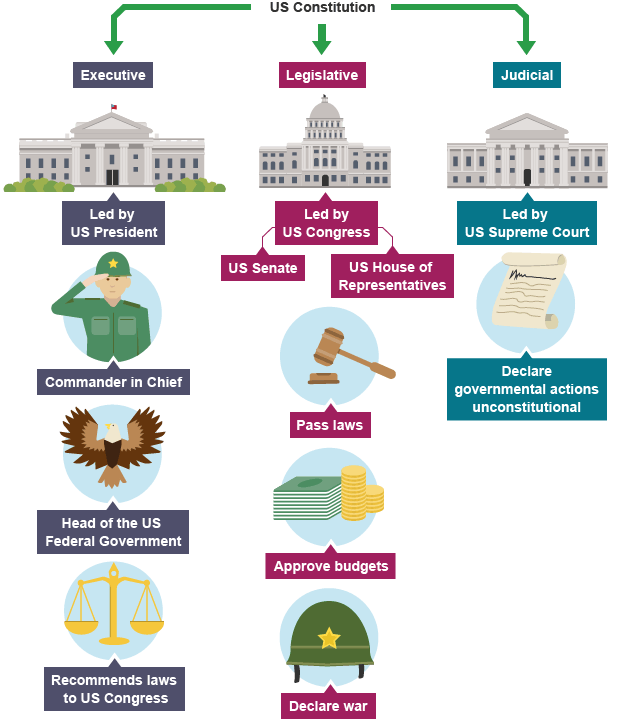 US Constitution
Executive
Legislative
Judicial
Led by
US President
Led by
US Congress
Led by
US Supreme Court
US Senate
US House of
Representatives
Commander in Chief
Pass laws
Declare
governmental actions
unconstitutional
Head of the US
Federal Government
Approve budgets
Recommends laws
to US Congress
Declare war